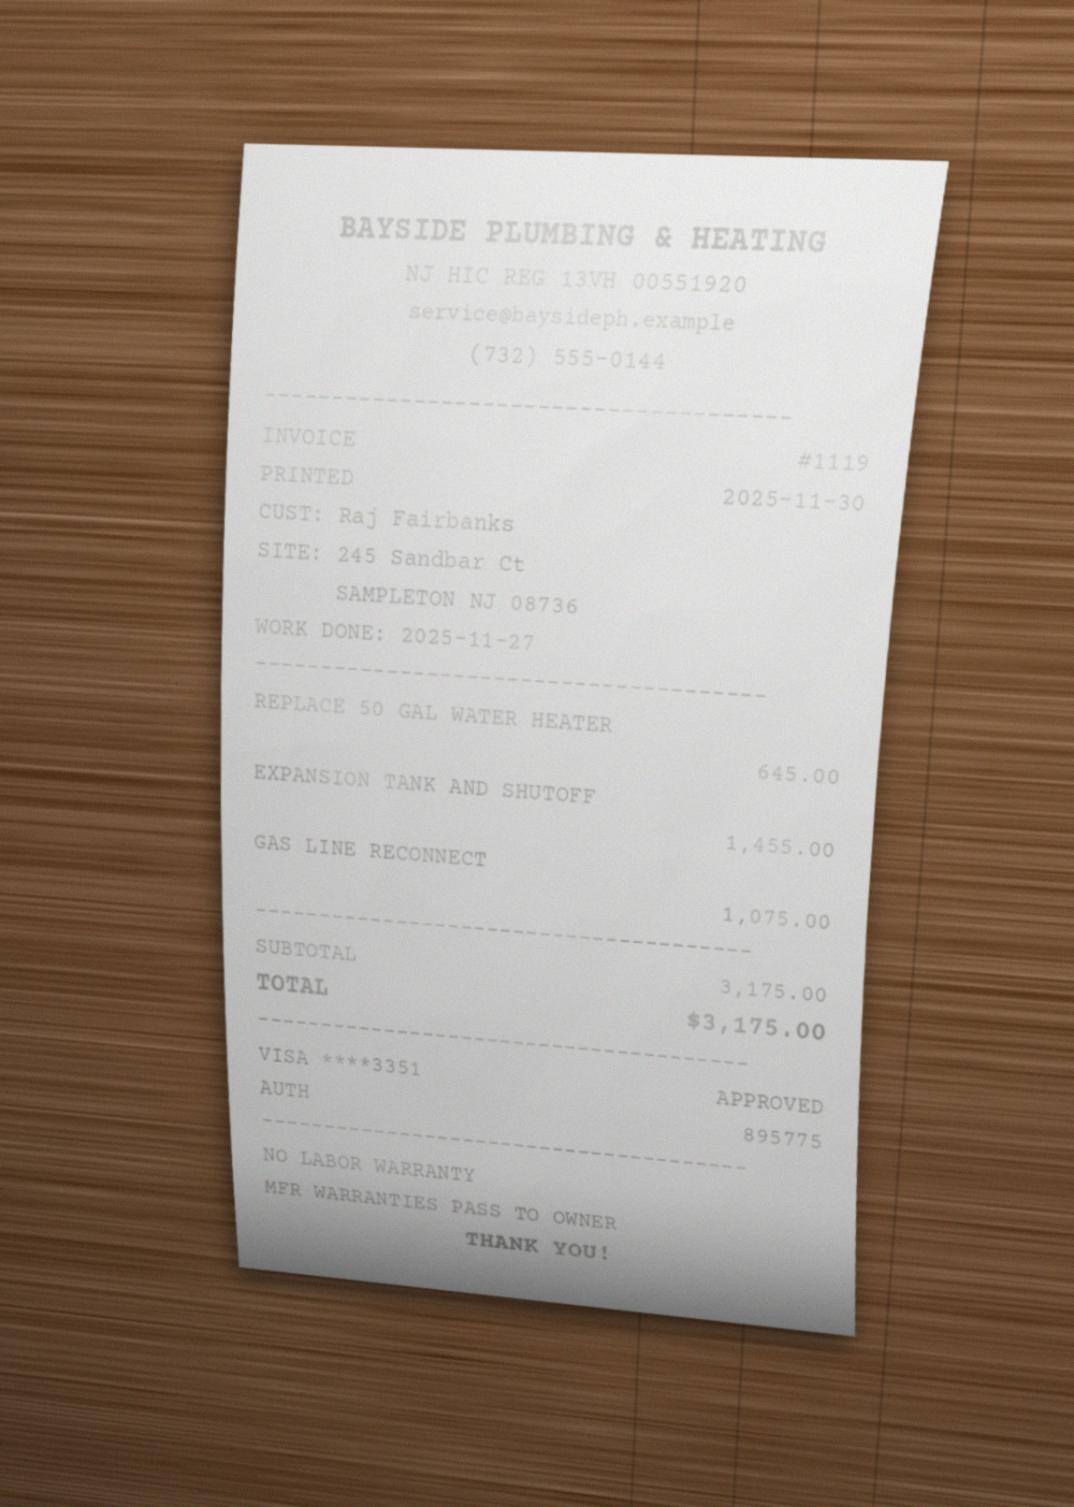 BAYSIDE PLUMBING & HEATING
NJ HIC REG 13VH 00551920
service@baysideph.example
(732) 555-0144
---------------------------------------
INVOICE #1119
PRINTED 2025-11-30
CUST: Raj Fairbanks
SITE: 245 Sandbar Ct
SAMPLETON NJ 08736
WORK DONE: 2025-11-27
---------------------------------------
REPLACE 50 GAL WATER HEATER
645.00
EXPANSION TANK AND SHUTOFF
1,455.00
GAS LINE RECONNECT
1,075.00
---------------------------------------
SUBTOTAL 3,175.00
TOTAL $3,175.00
---------------------------------------
VISA ****3351 APPROVED
AUTH 895775
---------------------------------------
NO LABOR WARRANTY
MFR WARRANTIES PASS TO OWNER
THANK YOU!